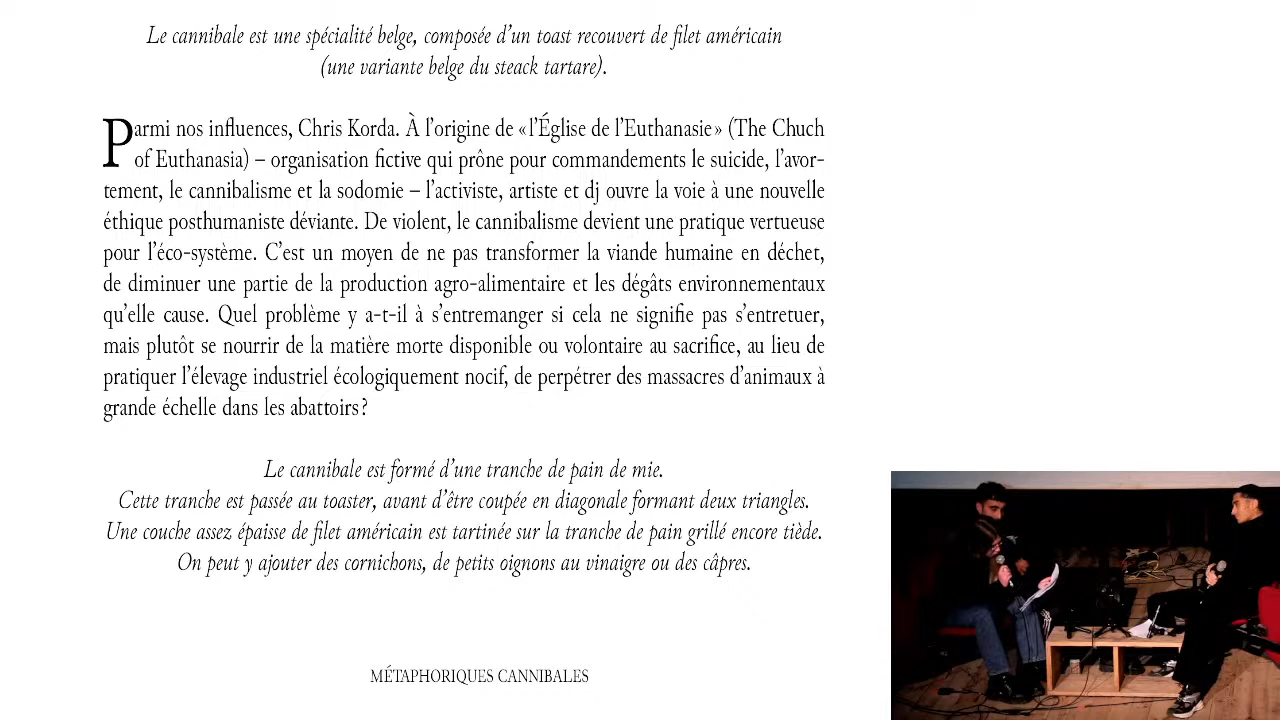 Le cannibale est une spécialité belge, composée d'un toast recouvert de filet américain
(une variante belge du steack tartare).
Parmi nos influences, Chris Korda. À l'origine de « l'Église de l'Euthanasie » (The Chuch
of Euthanasia) – organisation fictive qui prône pour commandements le suicide, l'avor-
tement, le cannibalisme et la sodomie – l'activiste, artiste et dj ouvre la voie à une nouvelle
éthique posthumaniste déviante. De violent, le cannibalisme devient une pratique vertueuse
pour l'éco-système. C'est un moyen de ne pas transformer la viande humaine en déchet,
de diminuer une partie de la production agro-alimentaire et les dégâts environnementaux
qu'elle cause. Quel problème y a-t-il à s'entremanger si cela ne signifie pas s'entretuer,
mais plutôt se nourrir de la matière morte disponible ou volontaire au sacrifice, au lieu de
pratiquer l'élevage industriel écologiquement nocif, de perpétrer des massacres d'animaux à
grande échelle dans les abattoirs ?
Le cannibale est formé d'une tranche de pain de mie.
Cette tranche est passée au toaster, avant d'être coupée en diagonale formant deux triangles.
Une couche assez épaisse de filet américain est tartinée sur la tranche de pain grillé encore tiède.
On peut y ajouter des cornichons, de petits oignons au vinaigre ou des câpres.
MÉTAPHORIQUES CANNIBALES